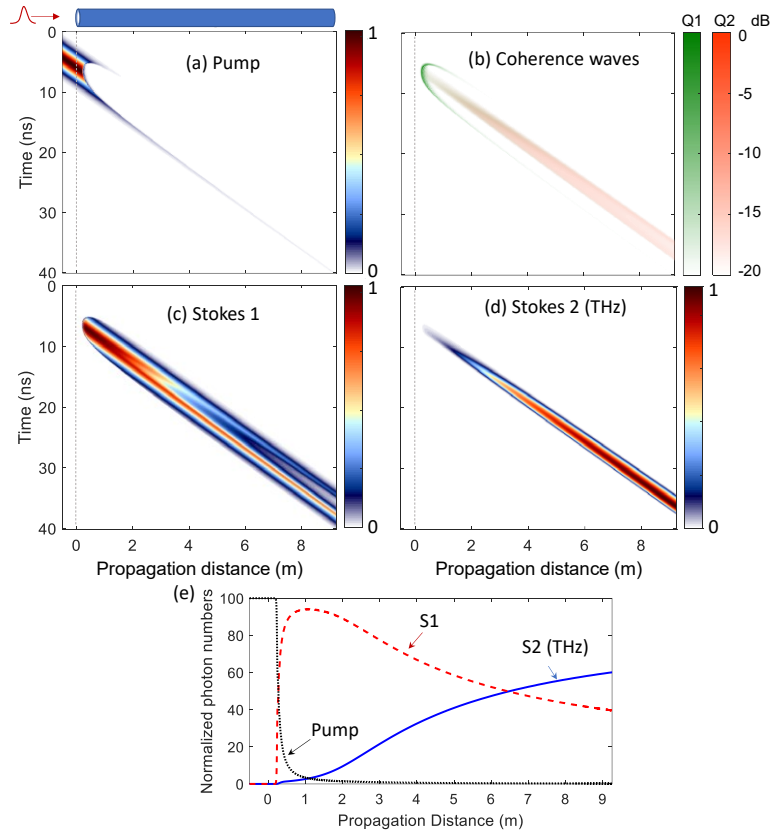 Q1 Q2 dB
0
10
20
30
40
Time (ns)
(a) Pump
1
0
(b) Coherence waves
0
-5
-10
-15
-20
0
10
20
30
40
Time (ns)
(c) Stokes 1
1
0
0 2 4 6 8
Propagation distance (m)
(d) Stokes 2 (THz)
1
0
0 2 4 6 8
Propagation distance (m)
(e)
100
80
60
40
20
0
Normalized photon numbers
S1
S2 (THz)
Pump
0 1 2 3 4 5 6 7 8 9
Propagation Distance (m)